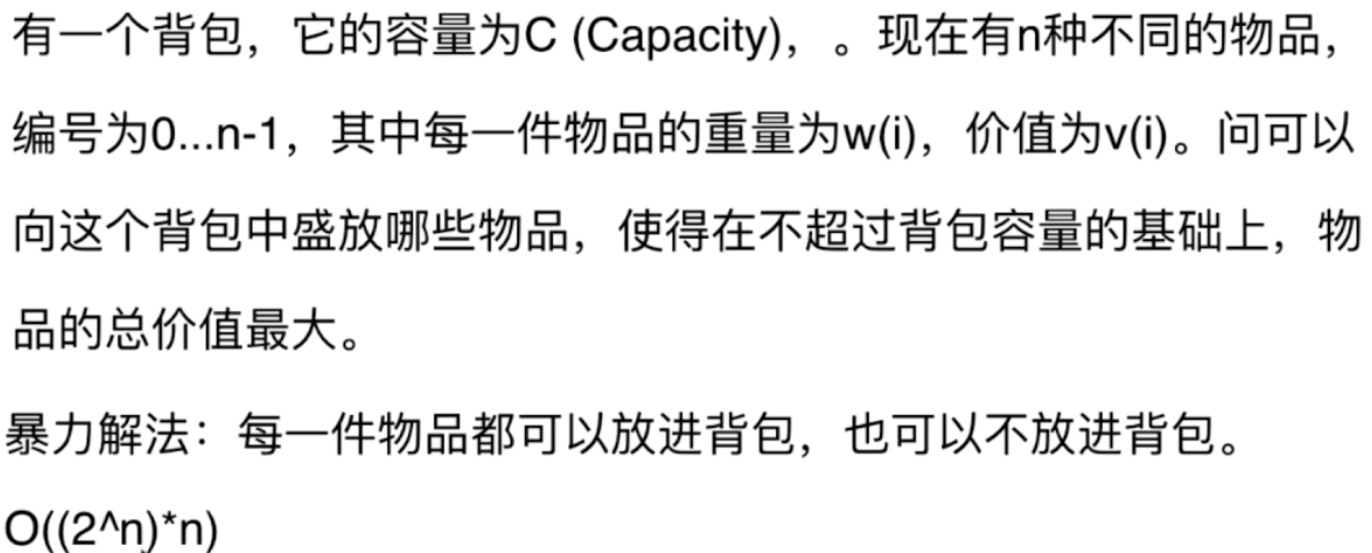 有一个背包，它的容量为C (Capacity)，。现在有n种不同的物品，
编号为0...n-1，其中每一件物品的重量为w(i)，价值为v(i)。问可以
向这个背包中盛放哪些物品，使得在不超过背包容量的基础上，物
品的总价值最大。
暴力解法：每一件物品都可以放进背包，也可以不放进背包。
O((2^n)*n)